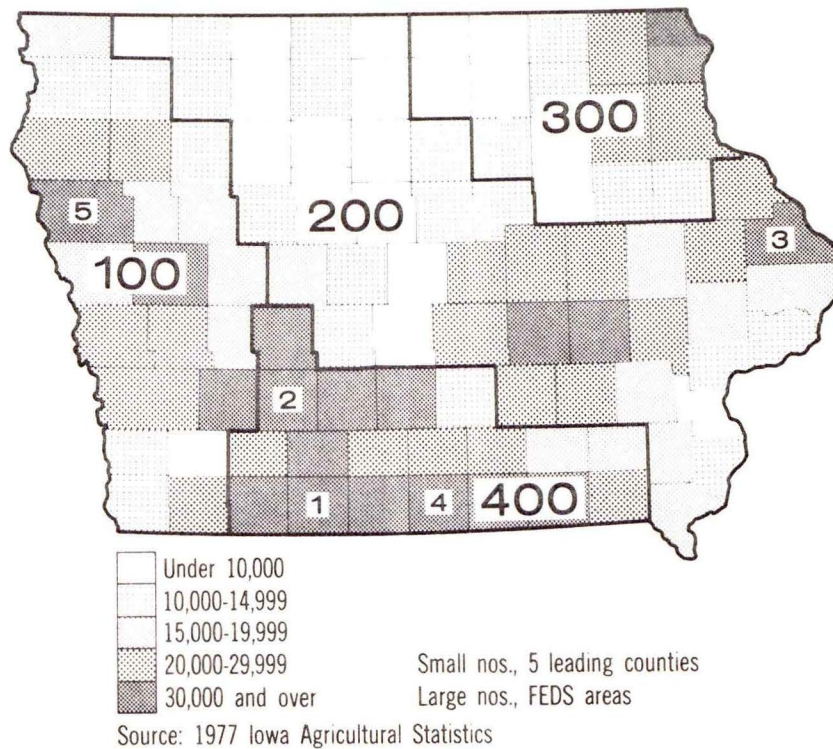 300
200
5
3
100
2
1
4
400
Under 10,000
10,000-14,999
15,000-19,999
20,000-29,999
30,000 and over
Small nos., 5 leading counties
Large nos., FEDS areas
Source: 1977 Iowa Agricultural Statistics